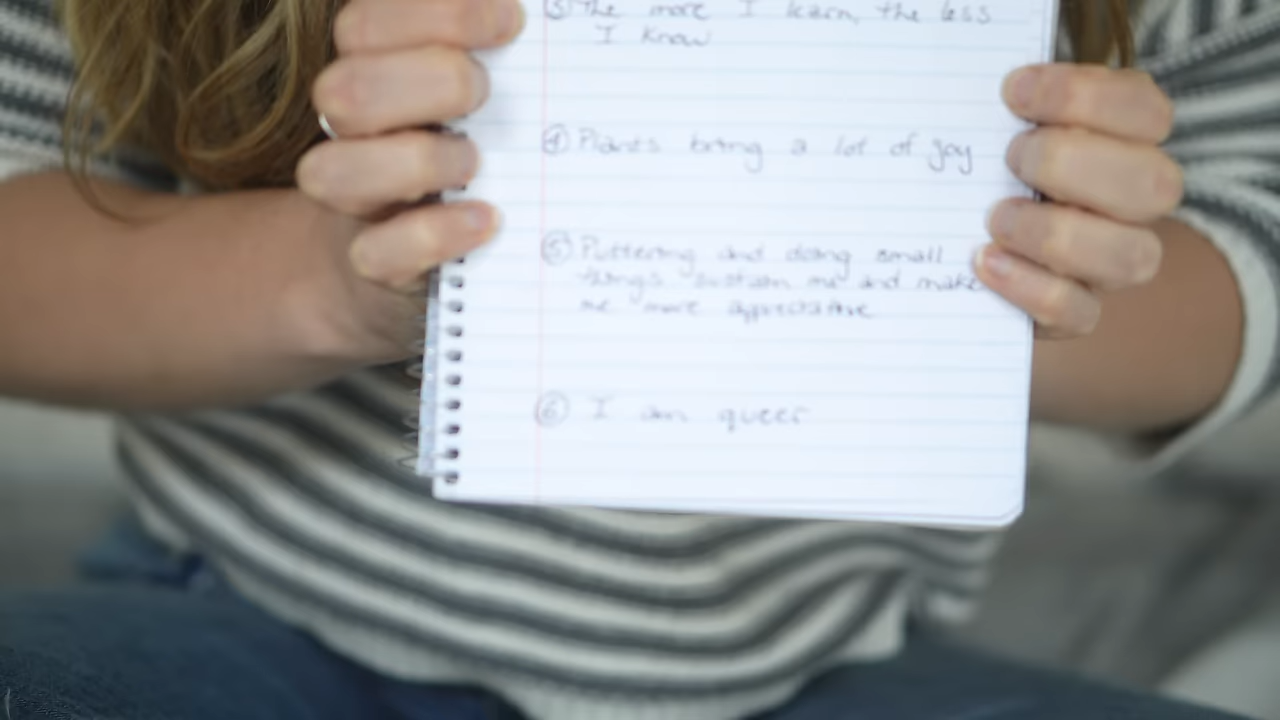 ③ The more I learn, the less
I know
④ Plants bring a lot of joy
⑤ Puttering and doing small
things sustain me and make
me more appreciative
⑥ I am queer